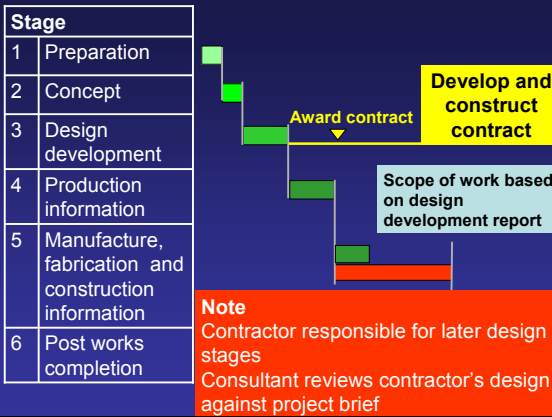 Stage
1 Preparation
2 Concept
3 Design
development
4 Production
information
5 Manufacture,
fabrication and
construction
information
6 Post works
completion
Award contract
Develop and
construct
contract
Scope of work based
on design
development report
Note
Contractor responsible for later design
stages
Consultant reviews contractor's design
against project brief